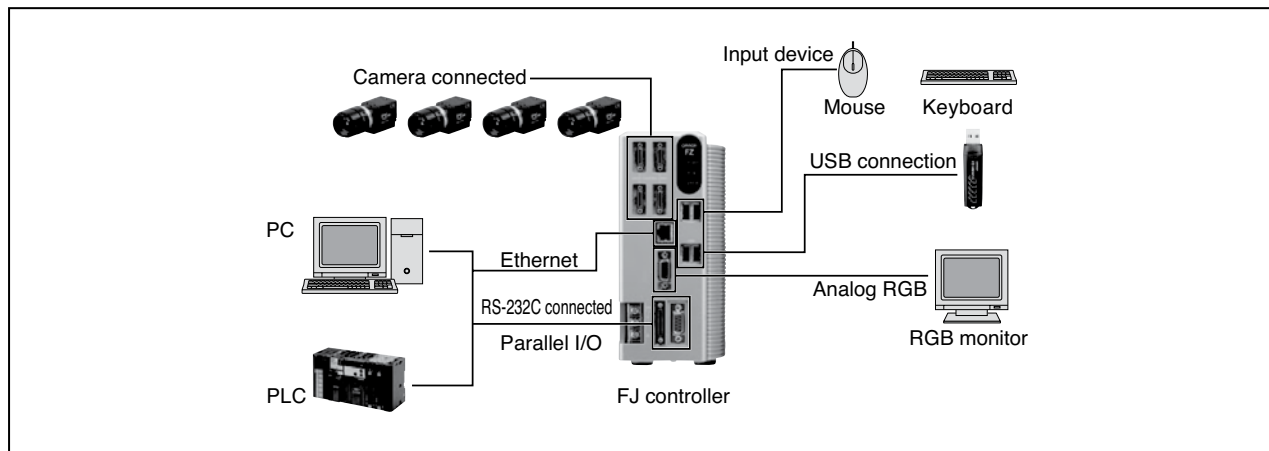 Input device
Camera connected
Mouse
Keyboard
FZ
USB connection
PC
Ethernet
Analog RGB
RS-232C connected
RGB monitor
Parallel I/O
PLC
FJ controller